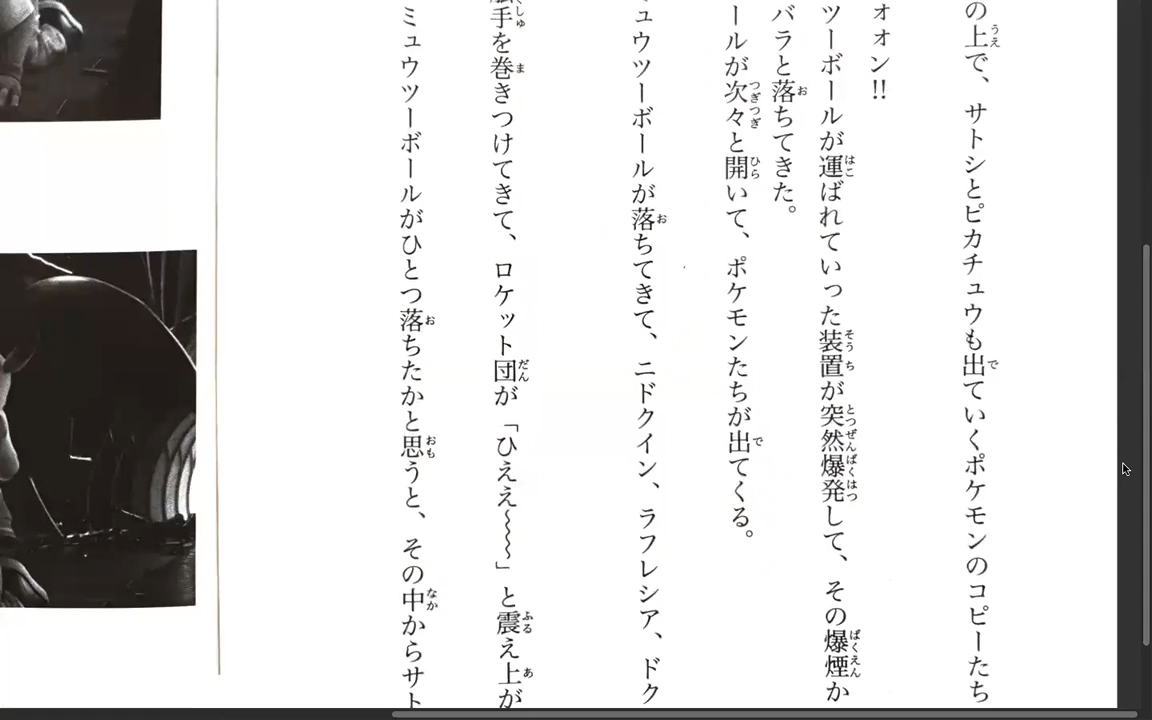 の上で、サトシとピカチュウも出ていくポケモンのコピーたち
ォォン!!
ツーボールが運ばれていった装置が突然爆発して、その爆煙か
バラと落ちてきた。
ールが次々と開いて、ポケモンたちが出てくる。
ュウツーボールが落ちてきて、ニドクイン、ラフレシア、ドク
手を巻きつけてきて、ロケット団が「ひええ〜〜〜」と震え上が
ミュウツーボールがひとつ落ちたかと思うと、その中からサト